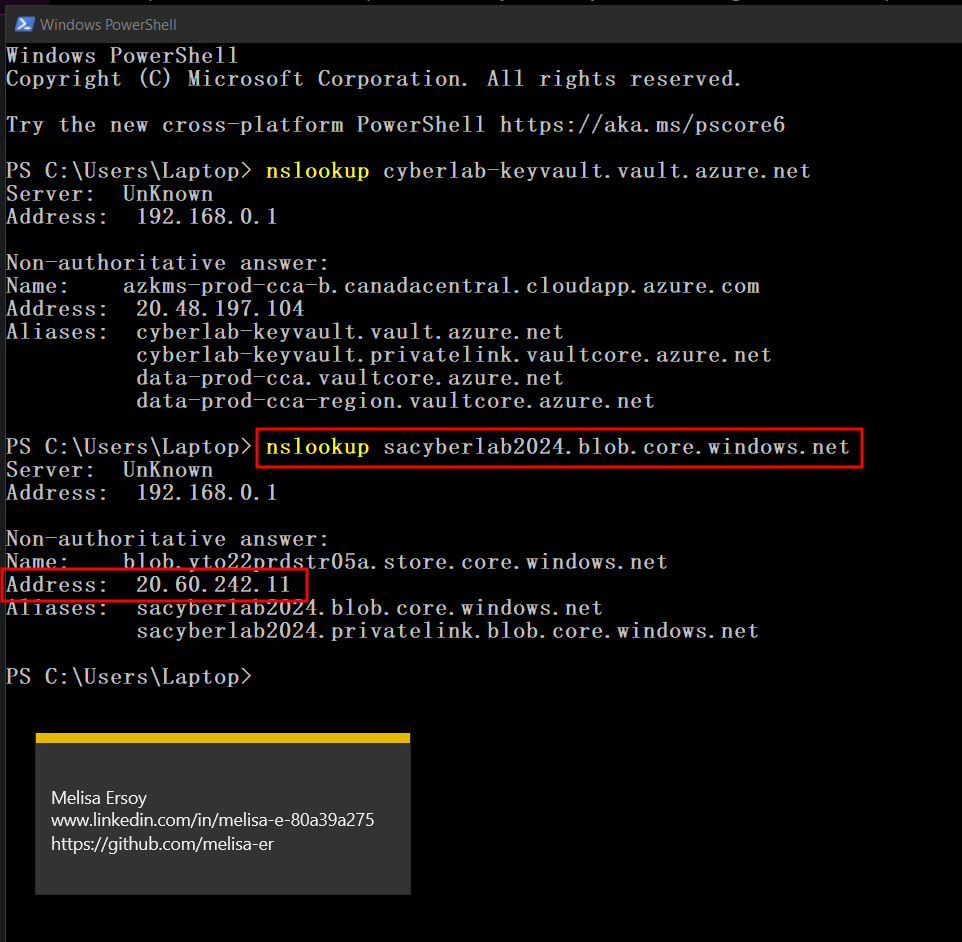 Windows PowerShell
Windows PowerShell
Copyright (C) Microsoft Corporation. All rights reserved.
Try the new cross-platform PowerShell https://aka.ms/pscore6
PS C:\Users\Laptop> nslookup cyberlab-keyvault.vault.azure.net
Server:  UnKnown
Address:  192.168.0.1
Non-authoritative answer:
Name:    azkms-prod-cca-b.canadacentral.cloudapp.azure.com
Address:  20.48.197.104
Aliases:  cyberlab-keyvault.vault.azure.net
          cyberlab-keyvault.privatelink.vaultcore.azure.net
          data-prod-cca.vaultcore.azure.net
          data-prod-cca-region.vaultcore.azure.net
PS C:\Users\Laptop> nslookup sacyberlab2024.blob.core.windows.net
Server:  UnKnown
Address:  192.168.0.1
Non-authoritative answer:
Name:    blob.yto22prdstr05a.store.core.windows.net
Address:  20.60.242.11
Aliases:  sacyberlab2024.blob.core.windows.net
          sacyberlab2024.privatelink.blob.core.windows.net
PS C:\Users\Laptop>
Melisa Ersoy
www.linkedin.com/in/melisa-e-80a39a275
https://github.com/melisa-er